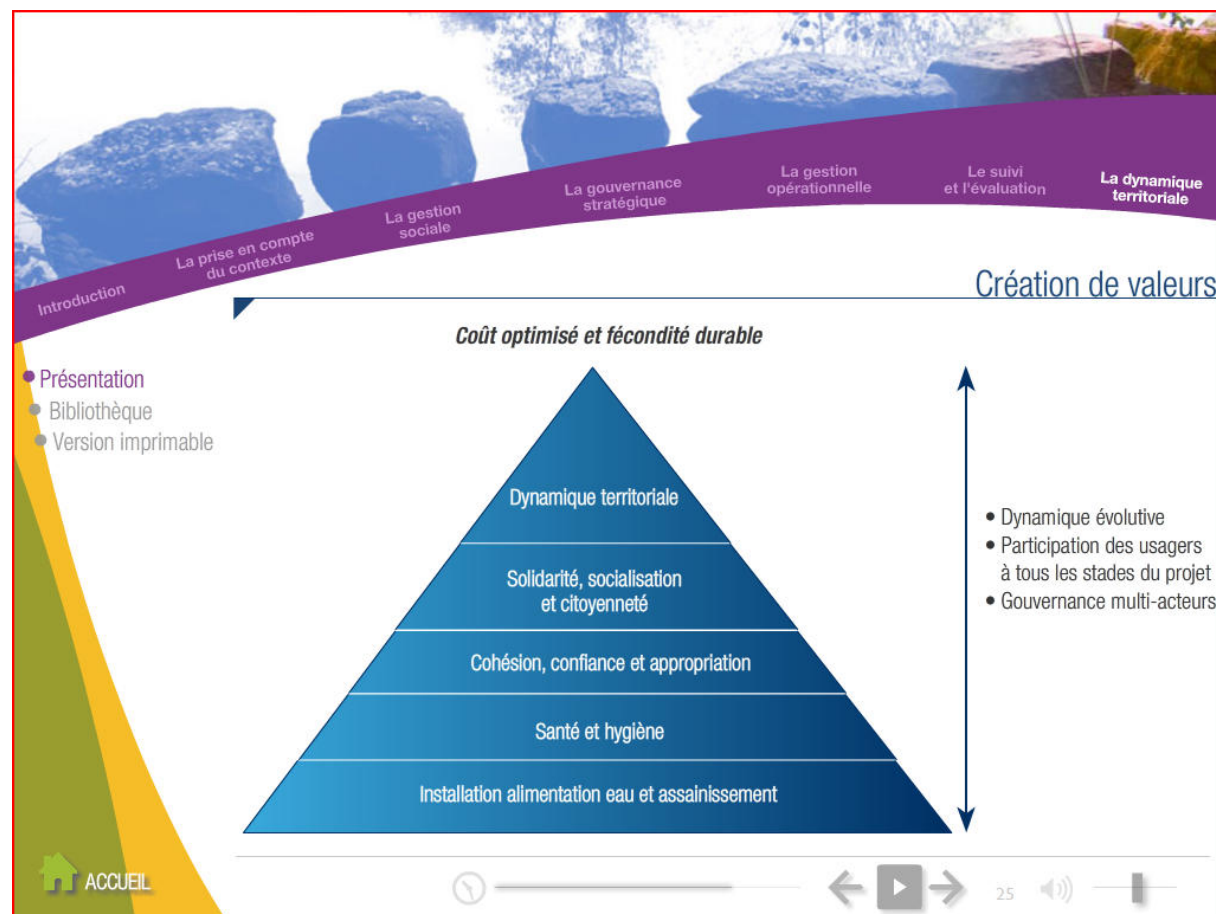 Introduction
La prise en compte
du contexte
La gestion
sociale
La gouvernance
stratégique
La gestion
opérationnelle
Le suivi
et l'évaluation
La dynamique
territoriale
Création de valeurs
• Présentation
• Bibliothèque
• Version imprimable
Coût optimisé et fécondité durable
Dynamique territoriale
Solidarité, socialisation
et citoyenneté
Cohésion, confiance et appropriation
Santé et hygiène
Installation alimentation eau et assainissement
• Dynamique évolutive
• Participation des usagers
à tous les stades du projet
• Gouvernance multi-acteurs
ACCUEIL
25